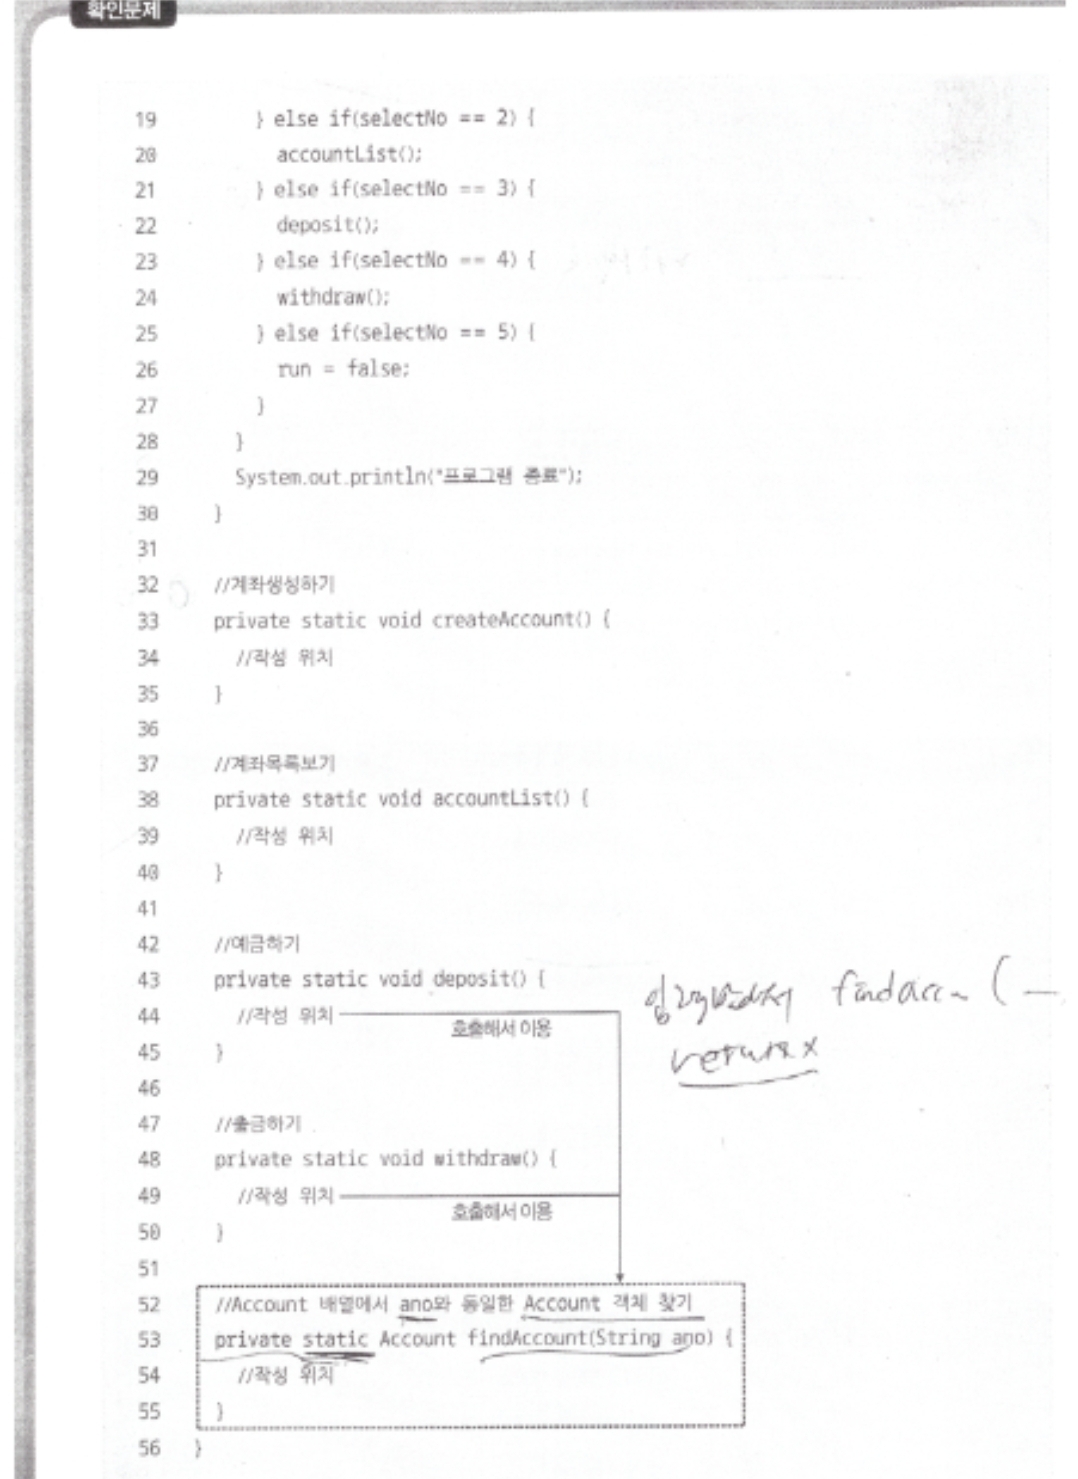 확인문제
19 } else if(selectNo == 2) {
20 accountList();
21 } else if(selectNo == 3) {
22 deposit();
23 } else if(selectNo == 4) {
24 withdraw();
25 } else if(selectNo == 5) {
26 run = false;
27 }
28 }
29 System.out.println("프로그램 종료");
30 }
31
32 //계좌생성하기
33 private static void createAccount() {
34 //작성 위치
35 }
36
37 //계좌목록보기
38 private static void accountList() {
39 //작성 위치
40 }
41
42 //예금하기
43 private static void deposit() {
44 //작성 위치 호출해서 이용
findacc (
45 }
return x
46
47 //출금하기
48 private static void withdraw() {
49 //작성 위치 호출해서 이용
50 }
51
52 //Account 배열에서 ano와 동일한 Account 객체 찾기
53 private static Account findAccount(String ano) {
54 //작성 위치
55 }
56 }